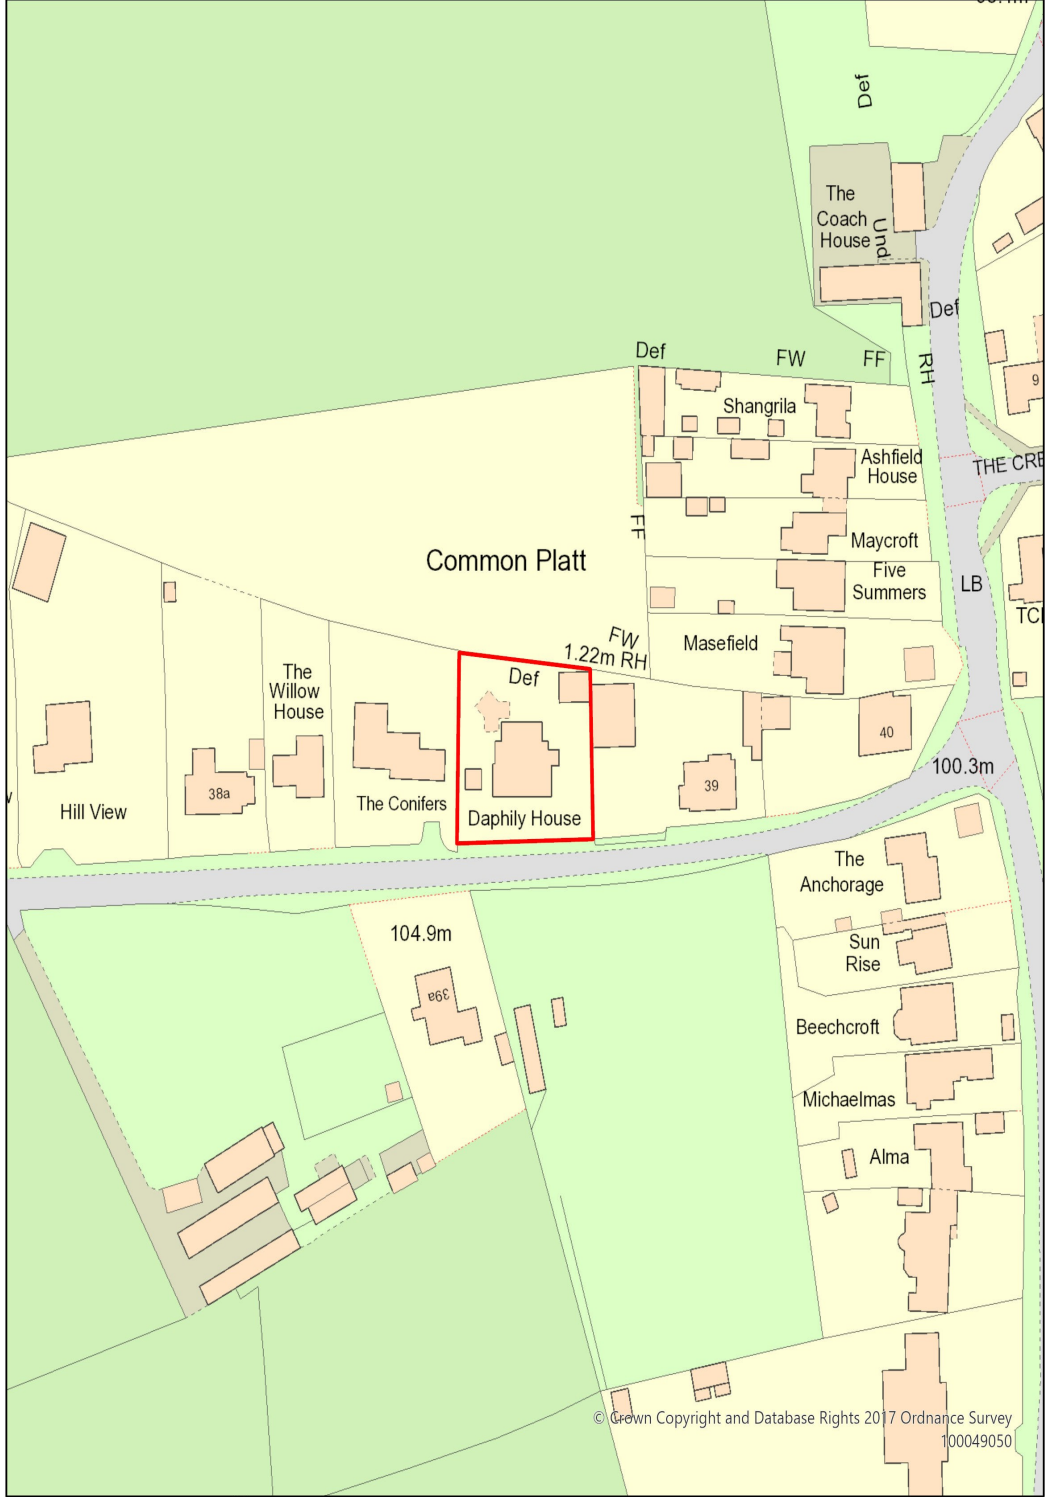 Def
The
Coach
House
Und
Def
RH
Def
FW
FF
Shangrila
9
Ashfield
House
THE CRE
FF
Maycroft
Common Platt
Five
Summers
LB
TCI
FW
1.22m RH
Masefield
Def
The
Willow
House
40
100.3m
39
38a
Hill View
The Conifers
Daphily House
The
Anchorage
104.9m
Sun
Rise
39a
Beechcroft
Michaelmas
Alma
© Crown Copyright and Database Rights 2017 Ordnance Survey
100049050